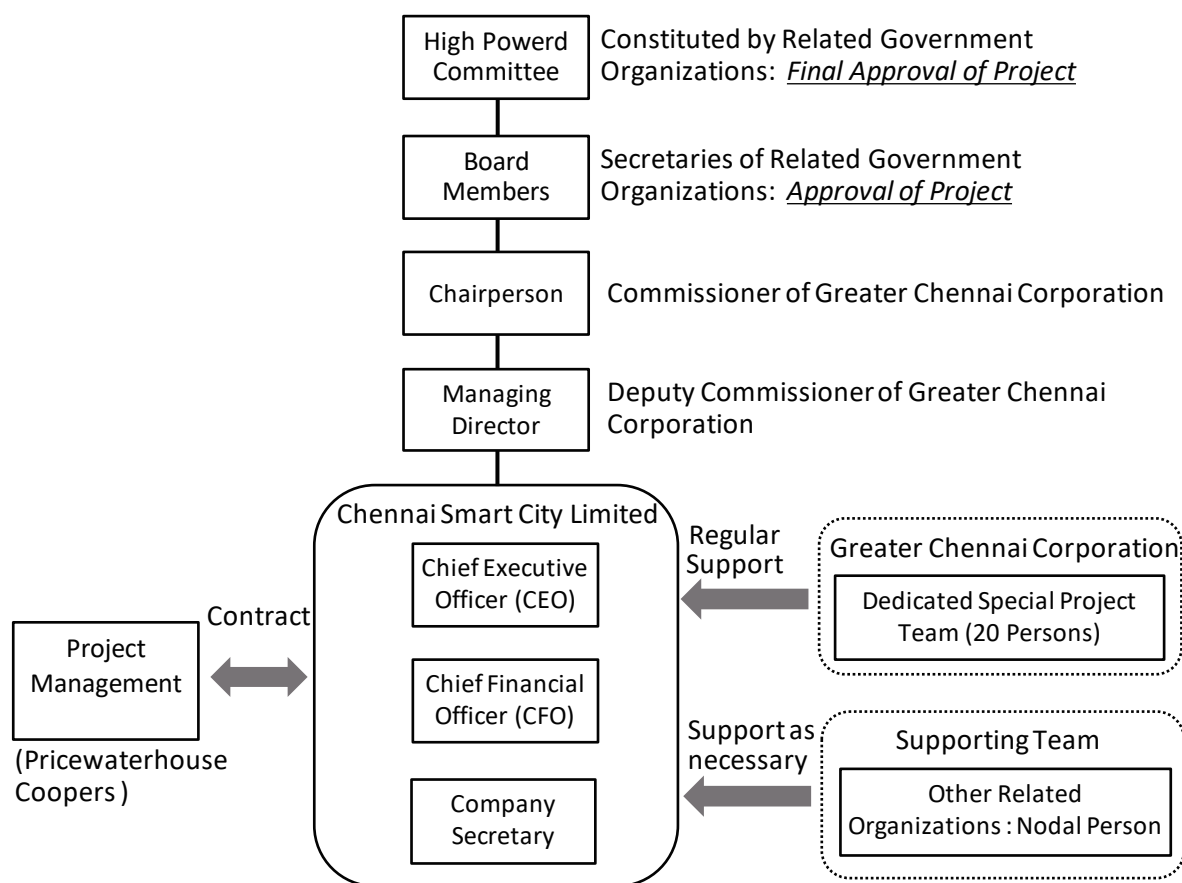 High Powerd
Committee
Constituted by Related Government
Organizations: Final Approval of Project
Board
Members
Secretaries of Related Government
Organizations: Approval of Project
Chairperson
Commissioner of Greater Chennai Corporation
Managing
Director
Deputy Commissioner of Greater Chennai
Corporation
Chennai Smart City Limited
Chief Executive
Officer (CEO)
Chief Financial
Officer (CFO)
Company
Secretary
Contract
Project
Management
(Pricewaterhouse
Coopers )
Regular
Support
Greater Chennai Corporation
Dedicated Special Project
Team (20 Persons)
Support as
necessary
Supporting Team
Other Related
Organizations : Nodal Person